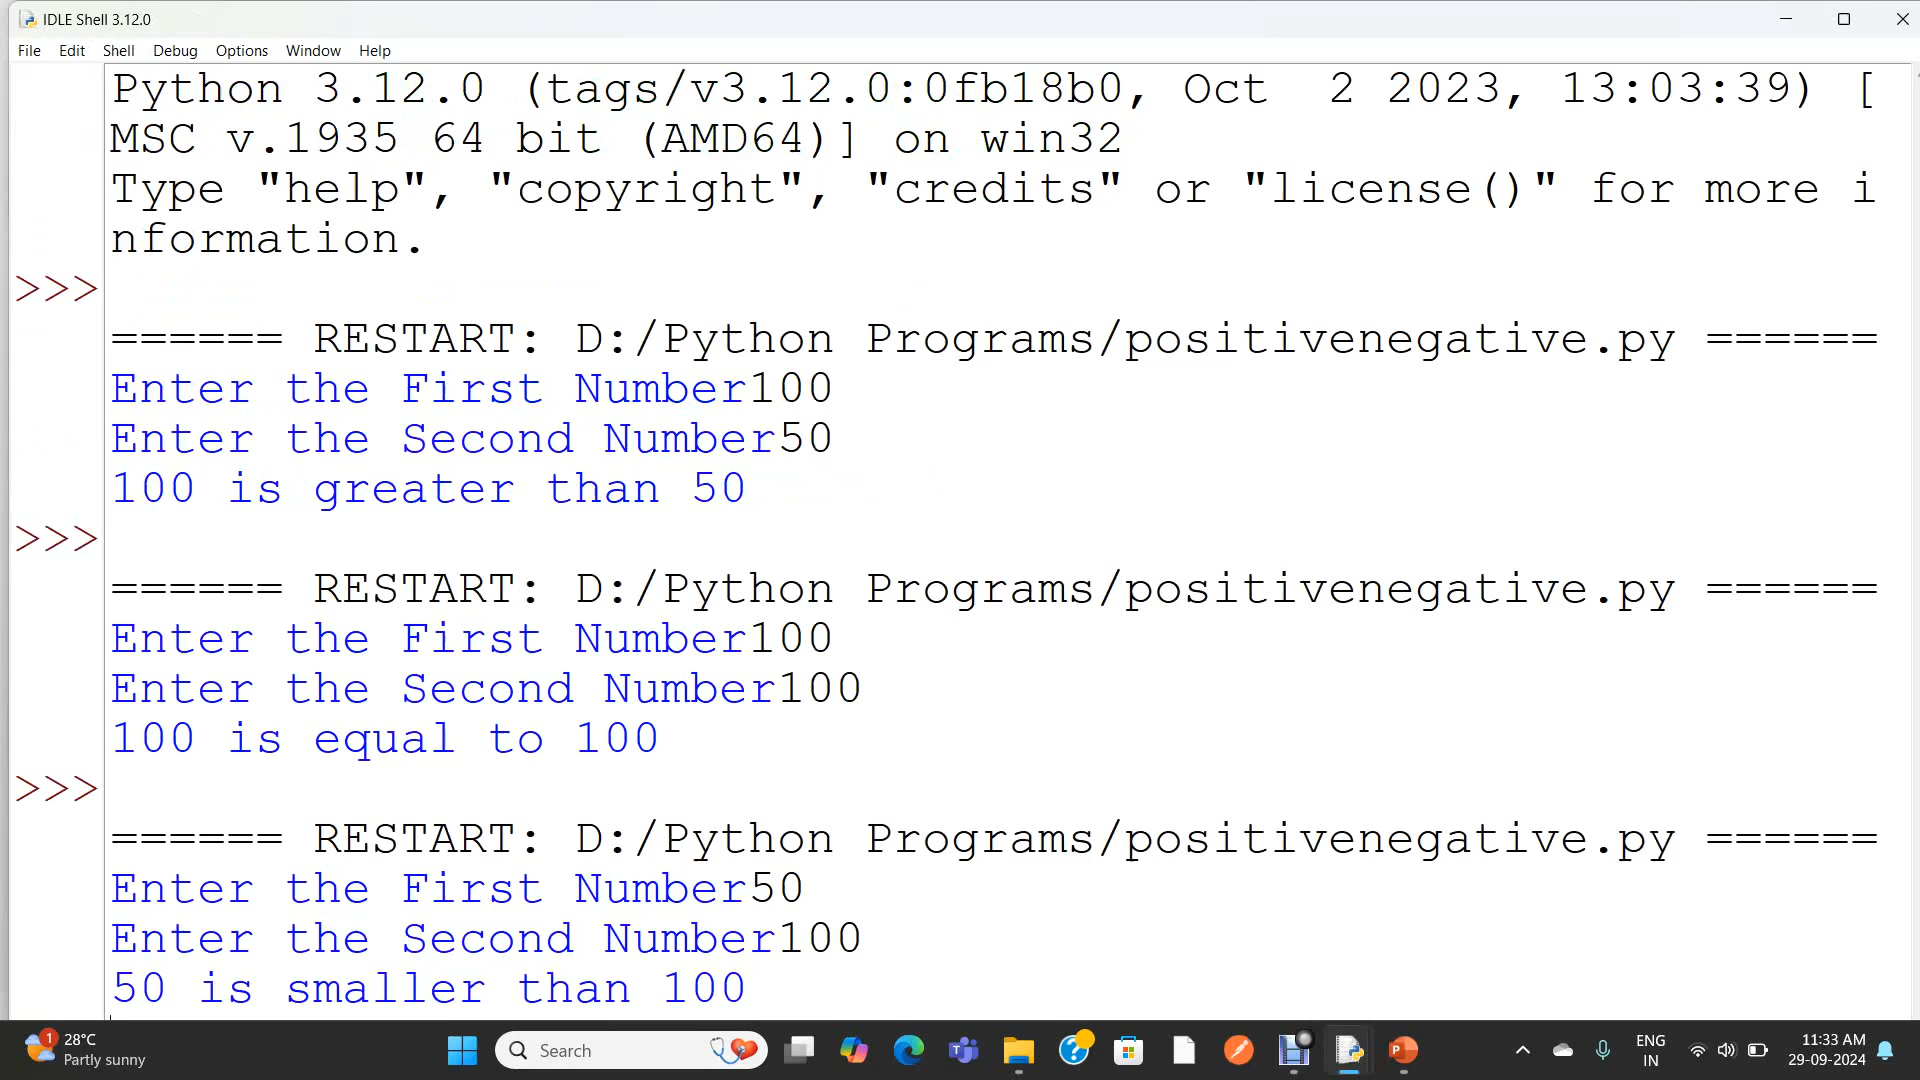 IDLE Shell 3.12.0
File Edit Shell Debug Options Window Help
Python 3.12.0 (tags/v3.12.0:0fb18b0, Oct  2 2023, 13:03:39) [
MSC v.1935 64 bit (AMD64)] on win32
Type "help", "copyright", "credits" or "license()" for more i
nformation.
>>>
====== RESTART: D:/Python Programs/positivenegative.py ======
Enter the First Number100
Enter the Second Number50
100 is greater than 50
>>>
====== RESTART: D:/Python Programs/positivenegative.py ======
Enter the First Number100
Enter the Second Number100
100 is equal to 100
>>>
====== RESTART: D:/Python Programs/positivenegative.py ======
Enter the First Number50
Enter the Second Number100
50 is smaller than 100
1
28°C
Partly sunny
Search
ENG
IN
11:33 AM
29-09-2024